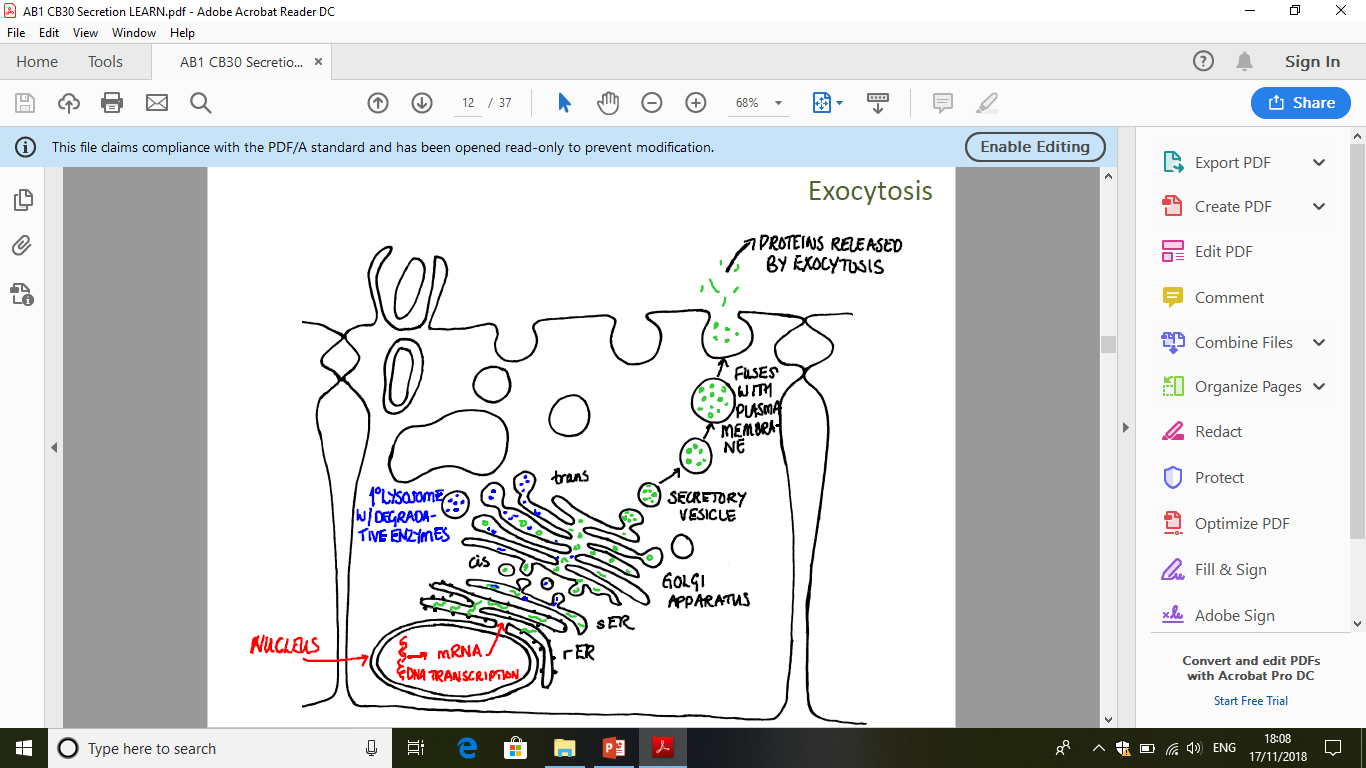 AB1 CB30 Secretion LEARN.pdf - Adobe Acrobat Reader DC
File Edit View Window Help
Home Tools AB1 CB30 Secretio... × Sign In
12 / 37 68% Share
This file claims compliance with the PDF/A standard and has been opened read-only to prevent modification. Enable Editing
Exocytosis
PROTEINS RELEASED
BY EXOCYTOSIS
FUSES
WITH
PLASMA
MEMBRA-
NE
trans
SECRETORY
VESICLE
1° LYSOSOME
W/ DEGRADA-
TIVE ENZYMES
cis
GOLGI
APPARATUS
sER
rER
NUCLEUS
mRNA
DNA TRANSCRIPTION
Export PDF
Create PDF
Edit PDF
Comment
Combine Files
Organize Pages
Redact
Protect
Optimize PDF
Fill & Sign
Adobe Sign
Convert and edit PDFs
with Acrobat Pro DC
Start Free Trial
Type here to search
ENG
18:08
17/11/2018